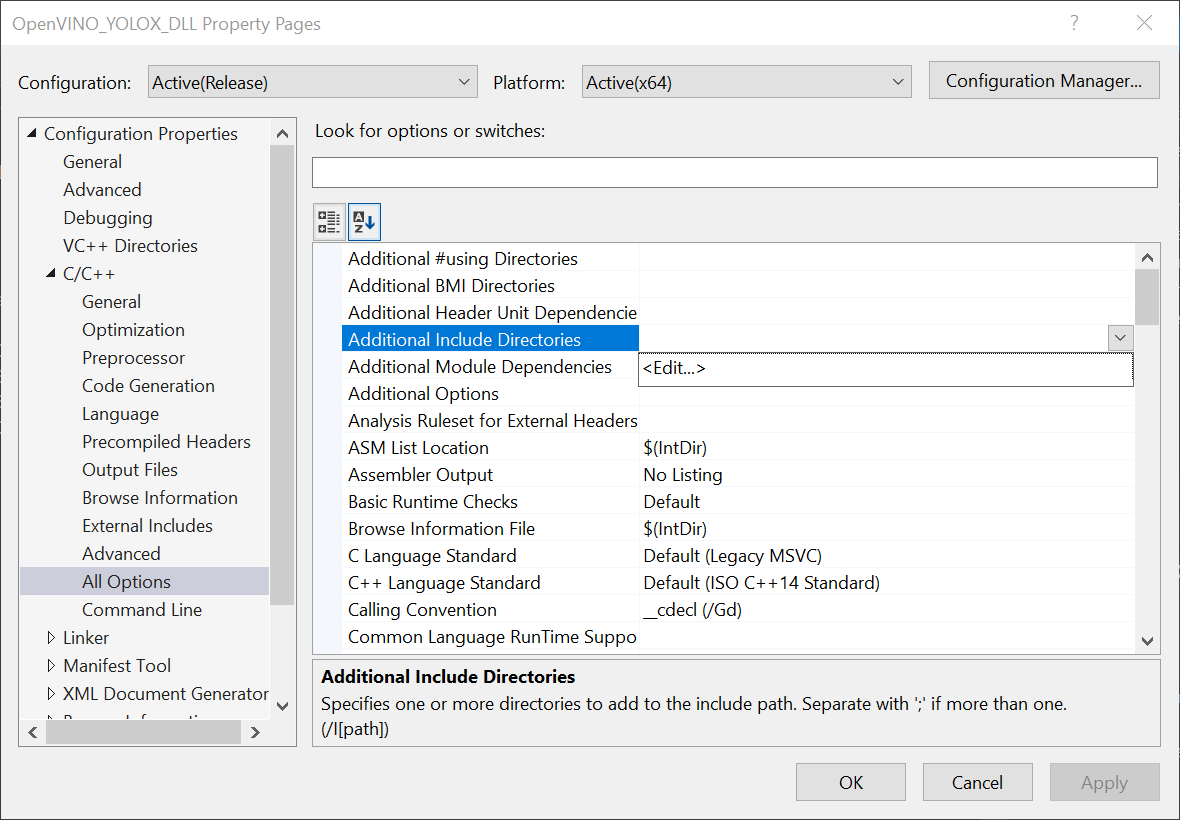 OpenVINO_YOLOX_DLL Property Pages
Configuration: Active(Release) Platform: Active(x64) Configuration Manager...
Configuration Properties
General
Advanced
Debugging
VC++ Directories
C/C++
General
Optimization
Preprocessor
Code Generation
Language
Precompiled Headers
Output Files
Browse Information
External Includes
Advanced
All Options
Command Line
Linker
Manifest Tool
XML Document Generator
Look for options or switches:
Additional #using Directories
Additional BMI Directories
Additional Header Unit Dependencie
Additional Include Directories
Additional Module Dependencies <Edit...>
Additional Options
Analysis Ruleset for External Headers
ASM List Location $(IntDir)
Assembler Output No Listing
Basic Runtime Checks Default
Browse Information File $(IntDir)
C Language Standard Default (Legacy MSVC)
C++ Language Standard Default (ISO C++14 Standard)
Calling Convention __cdecl (/Gd)
Common Language RunTime Suppo
Additional Include Directories
Specifies one or more directories to add to the include path. Separate with ';' if more than one.
(/I[path])
OK Cancel Apply